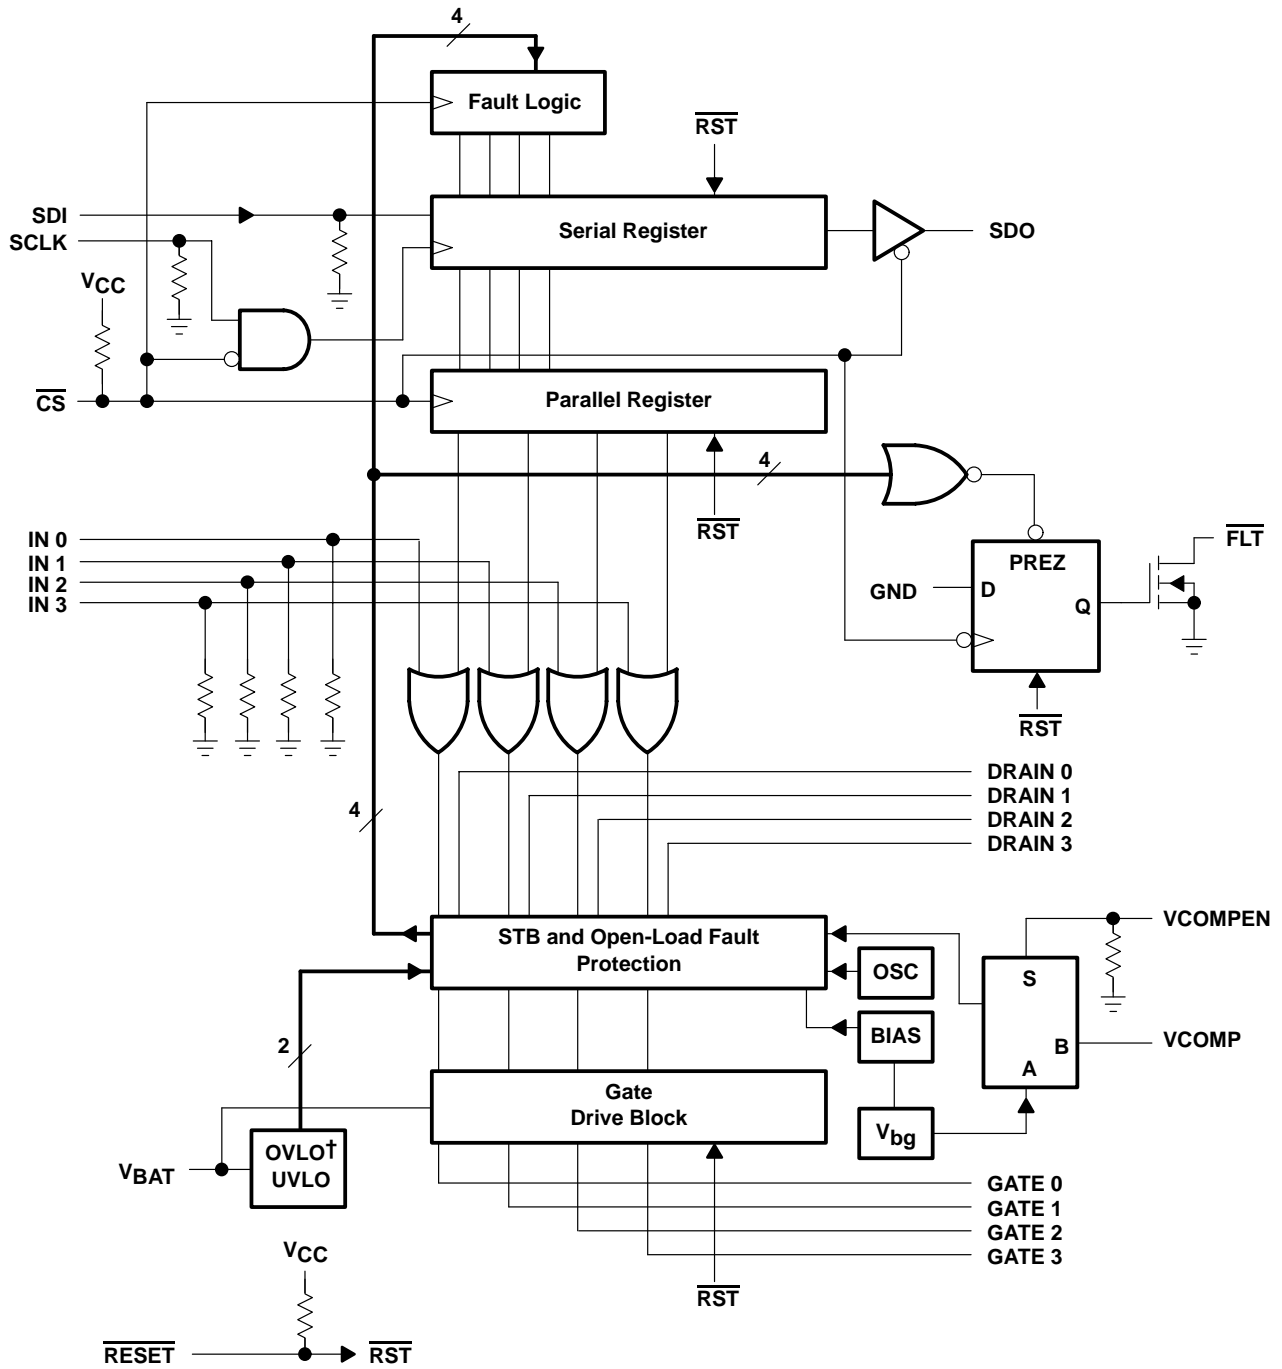 4
Fault Logic
RST
SDI
Serial Register
SDO
SCLK
VCC
CS
Parallel Register
4
RST
IN 0
IN 1
IN 2
IN 3
FLT
PREZ
GND
D
Q
RST
DRAIN 0
DRAIN 1
DRAIN 2
DRAIN 3
4
VCOMPEN
STB and Open-Load Fault
Protection
OSC
S
2
BIAS
B
VCOMP
A
Gate
Drive Block
Vbg
VBAT
OVLO†
UVLO
GATE 0
GATE 1
GATE 2
GATE 3
VCC
RST
RESET
RST